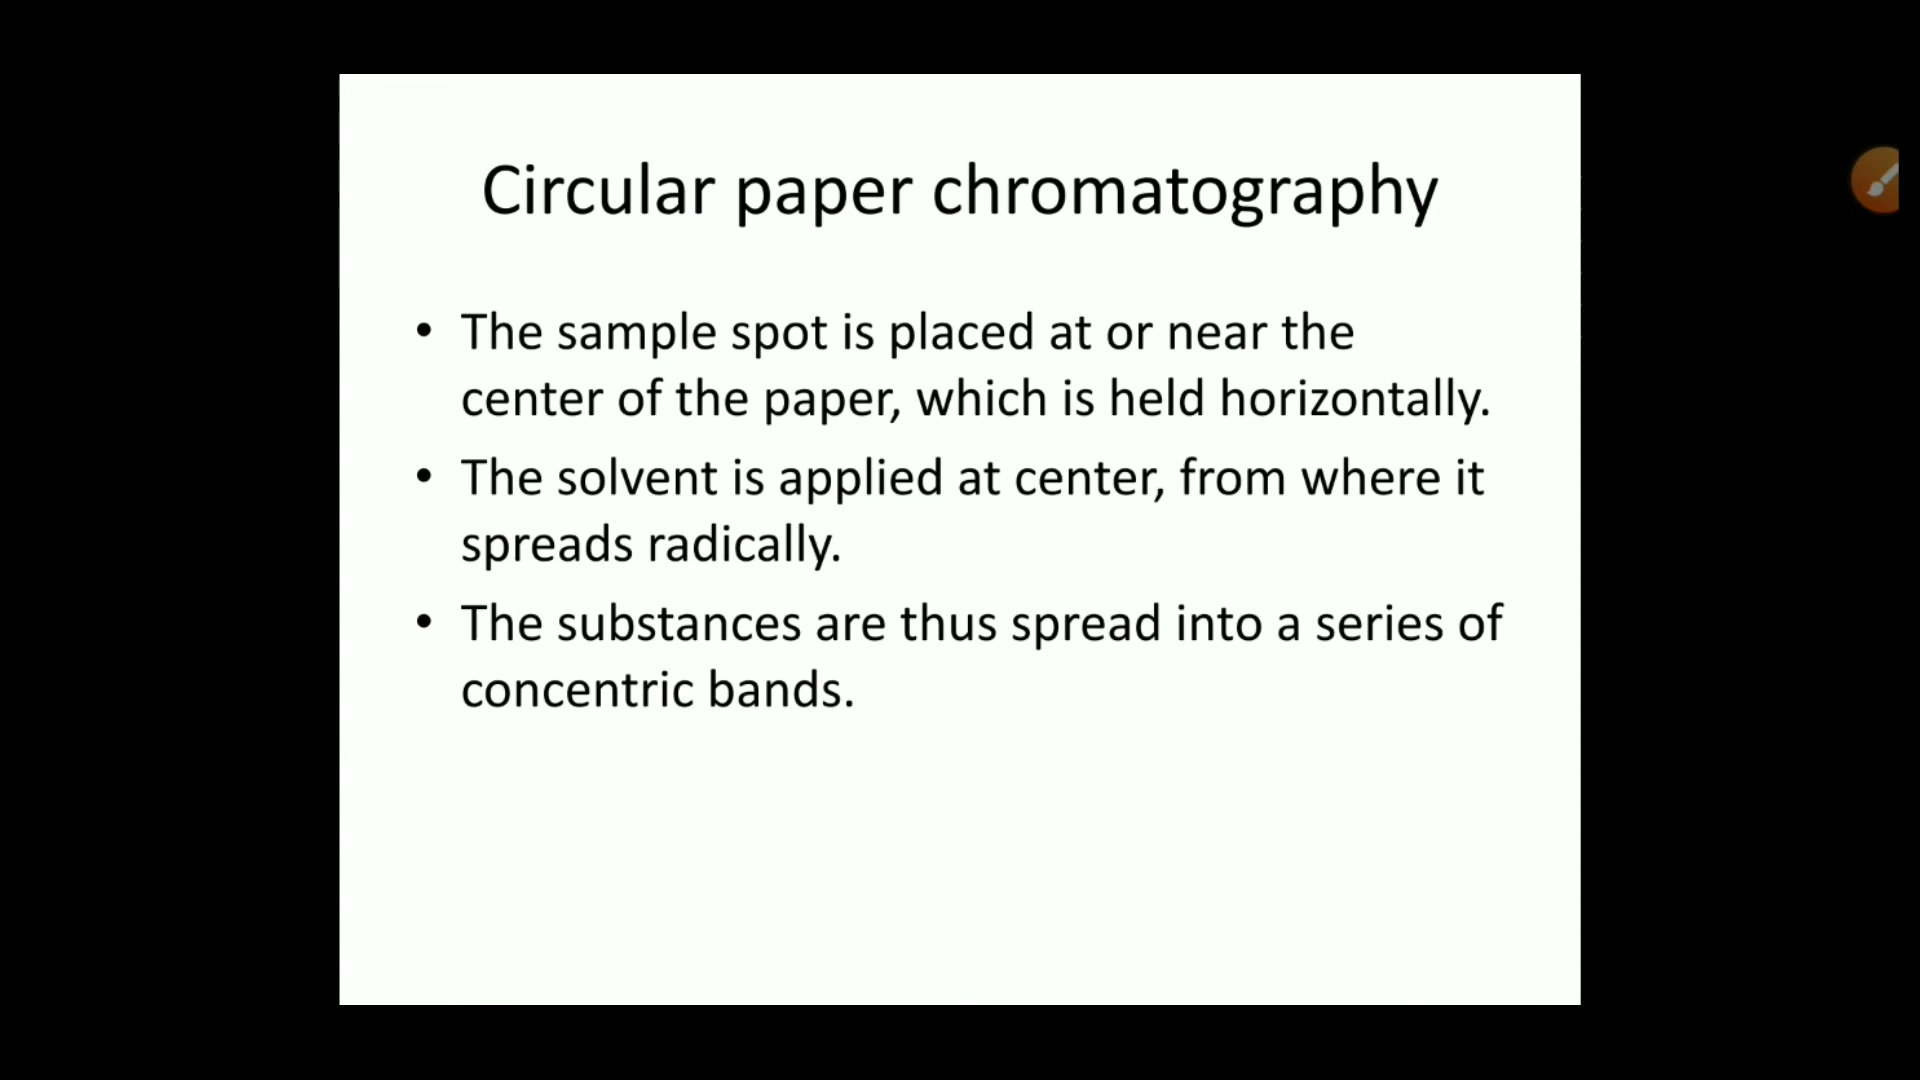 Circular paper chromatography
• The sample spot is placed at or near the
center of the paper, which is held horizontally.
• The solvent is applied at center, from where it
spreads radically.
• The substances are thus spread into a series of
concentric bands.